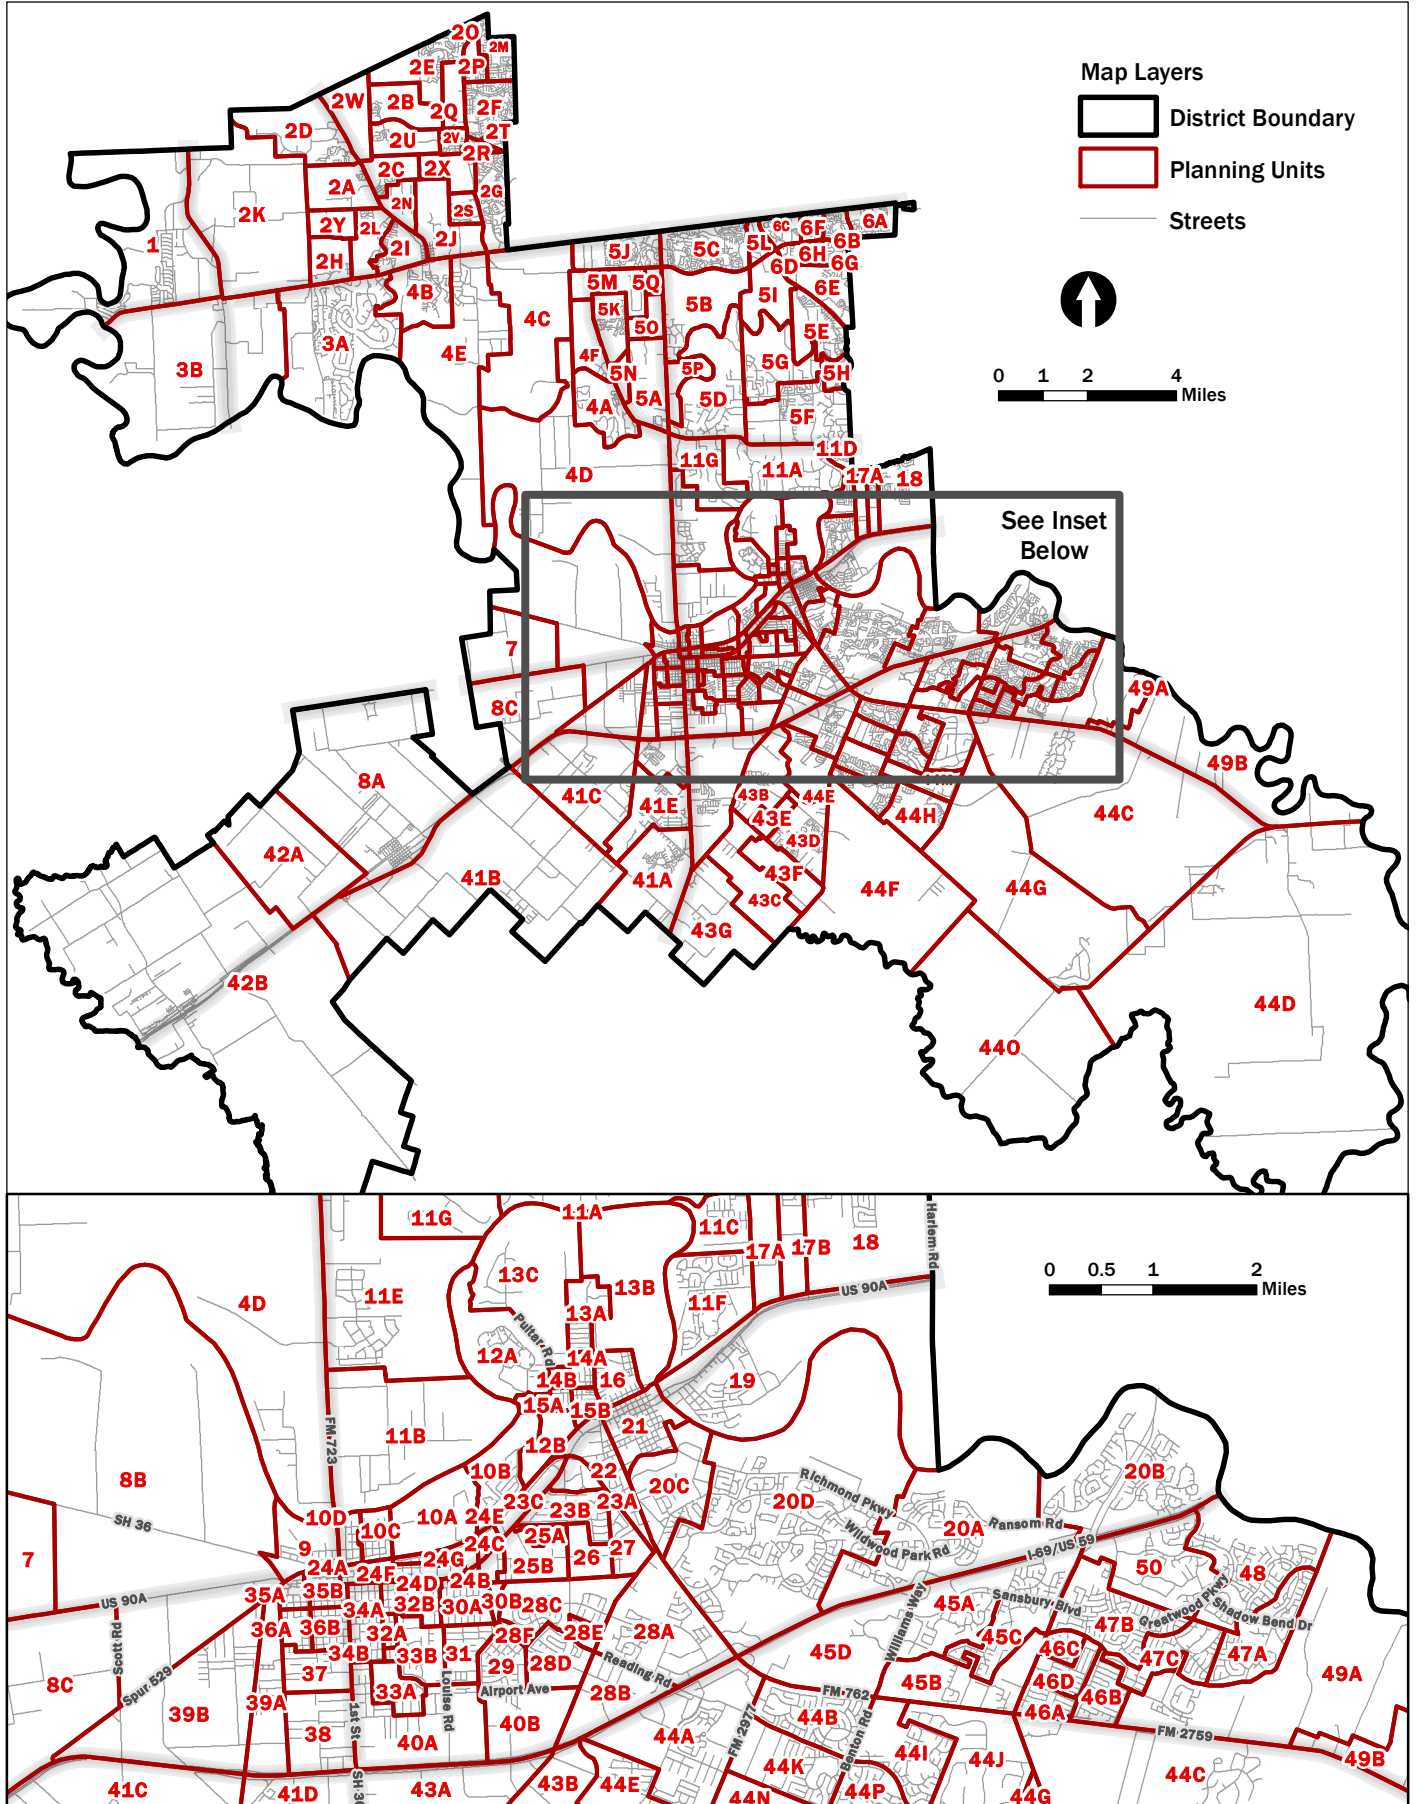 2O
2M
2E
2P
2W
2B
2Q
2F
2D
2U
2V
2T
2R
2C
2X
2A
2N
2G
2K
2Y
2L
2S
1
2I
2J
2H
4B
3A
3B
4E
4C
5J
5C
5L
6C
6F
6A
6B
6H
6G
6D
5M
5Q
5I
6E
5K
5B
5O
5E
4F
5N
5P
5G
5H
5A
4A
5D
5F
11D
11G
11A
17A
18
4D
Map Layers
District Boundary
Planning Units
Streets
0 1 2 4
Miles
See Inset
Below
7
8C
49A
49B
8A
41C
41E
43B
44E
43E
44H
44C
42A
43D
41B
41A
43F
44F
44G
43C
43G
42B
44D
44O
11G
11A
11C
17A
17B
18
Harlem Rd
13C
13B
4D
11E
13A
11F
US 90A
0 0.5 1 2
Miles
Pultar Rd
12A
14A
14B
16
19
15A
15B
21
FM 723
11B
12B
8B
10B
22
20C
Richmond Pkwy
20B
SH 36
10D
10A
24E
23C
23B
23A
20D
10C
24C
25A
Wildwood Park Rd
20A
Ransom Rd
7
9
24A
24G
25B
26
27
I-69/US 59
24F
24D
24B
50
48
US 90A
35A
35B
32B
30A
30B
28C
Williams Way
45A
Sansbury Blvd
Greatwood Pkwy
Shadow Bend Dr
34A
36A
36B
32A
28F
28E
28A
47B
Scott Rd
34B
33B
31
45C
46C
47C
47A
37
29
28D
Reading Rd
45D
8C
Spur 529
33A
Louise Rd
Airport Ave
28B
45B
46D
46B
49A
39A
39B
1st St
FM 762
46A
38
40A
40B
44A
FM 2977
44B
Benton Rd
FM 2759
44I
44J
49B
41C
41D
SH 36
43A
43B
44E
44K
44N
44P
44G
44C